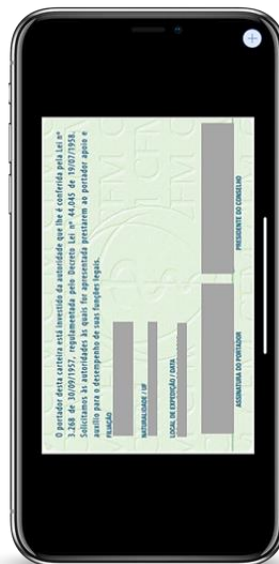 O portador desta carteira está investido da autoridade que lhe é conferida pela Lei nº
3.268 de 30/09/1957, regulamentada pelo Decreto Lei nº 44.045 de 19/07/1958.
Solicitamos às autoridades às quais for apresentada prestarem ao portador apoio e
auxílio para o desempenho de suas funções legais.
FILIAÇÃO
NATURALIDADE / UF
LOCAL DE EXPEDIÇÃO / DATA
ASSINATURA DO PORTADOR
PRESIDENTE DO CONSELHO